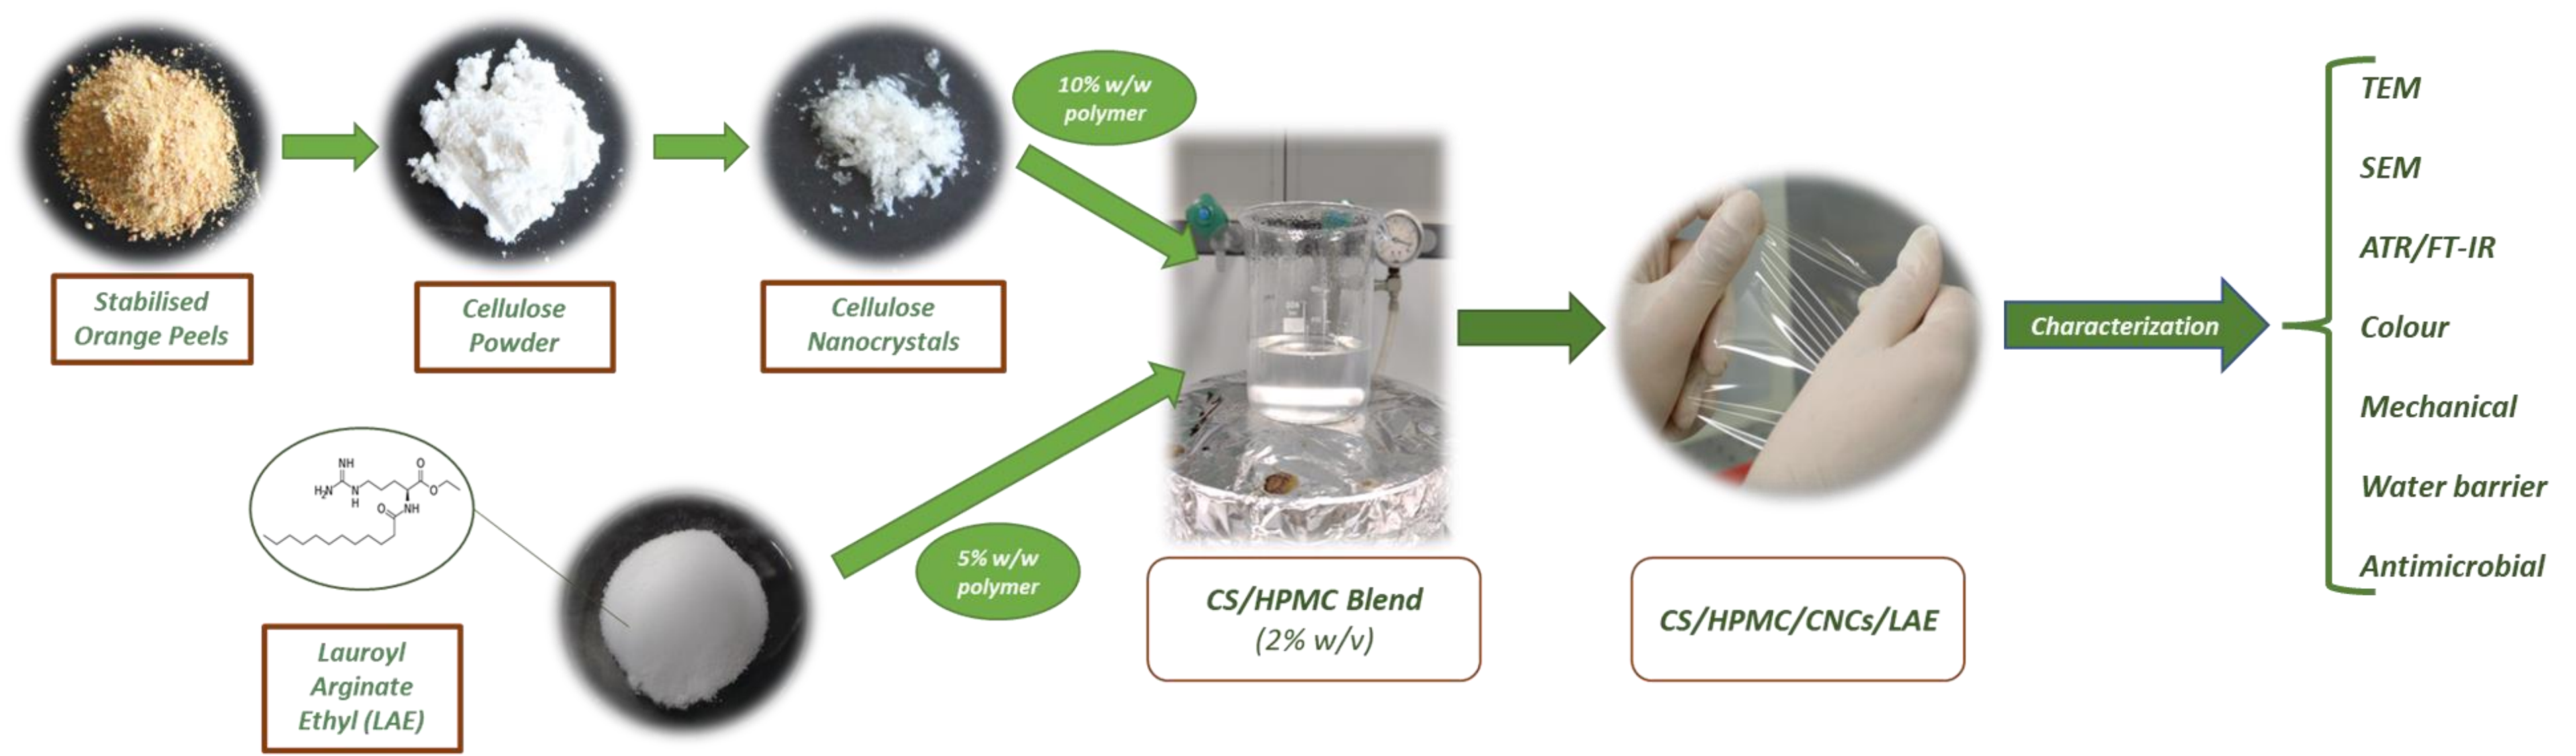 Stabilised
Orange Peels
Cellulose
Powder
Cellulose
Nanocrystals
10% w/w
polymer
NH
H₂N
N
H
O
O
O
NH
Lauroyl
Arginate
Ethyl (LAE)
5% w/w
polymer
CS/HPMC Blend
(2% w/v)
CS/HPMC/CNCs/LAE
Characterization
TEM
SEM
ATR/FT-IR
Colour
Mechanical
Water barrier
Antimicrobial